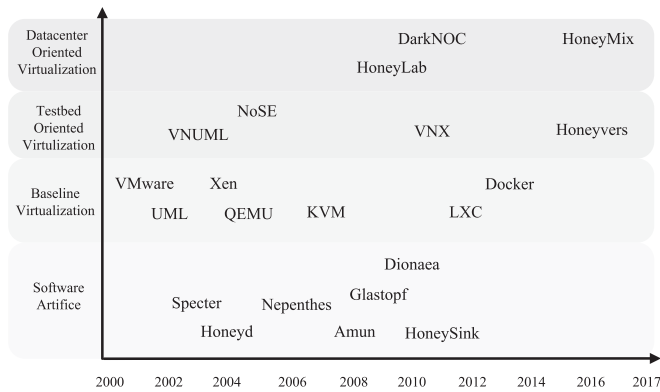 Datacenter
Oriented
Virtualization
DarkNOC
HoneyMix
HoneyLab
Testbed
Oriented
Virtulization
NoSE
VNUML
VNX
Honeyvers
Baseline
Virtualization
VMware
Xen
Docker
UML
QEMU
KVM
LXC
Software
Artifice
Dionaea
Glastopf
Specter
Nepenthes
Honeyd
Amun
HoneySink
2000 2002 2004 2006 2008 2010 2012 2014 2016 2017